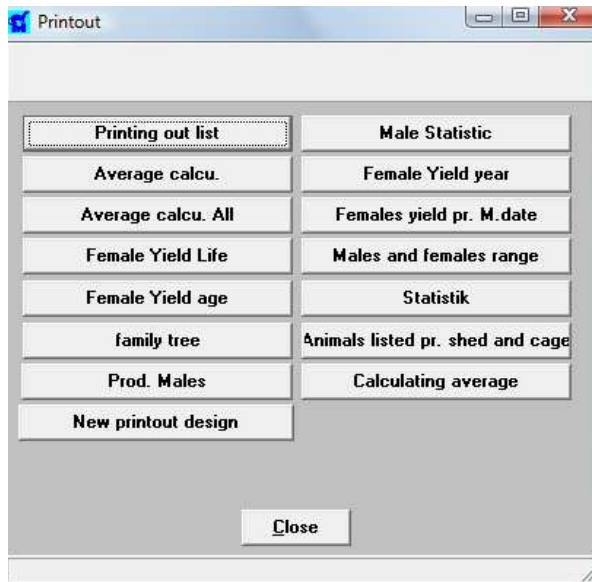 Printout
Printing out list
Average calcu.
Average calcu. All
Female Yield Life
Female Yield age
family tree
Prod. Males
New printout design
Male Statistic
Female Yield year
Females yield pr. M.date
Males and females range
Statistik
Animals listed pr. shed and cage
Calculating average
Close